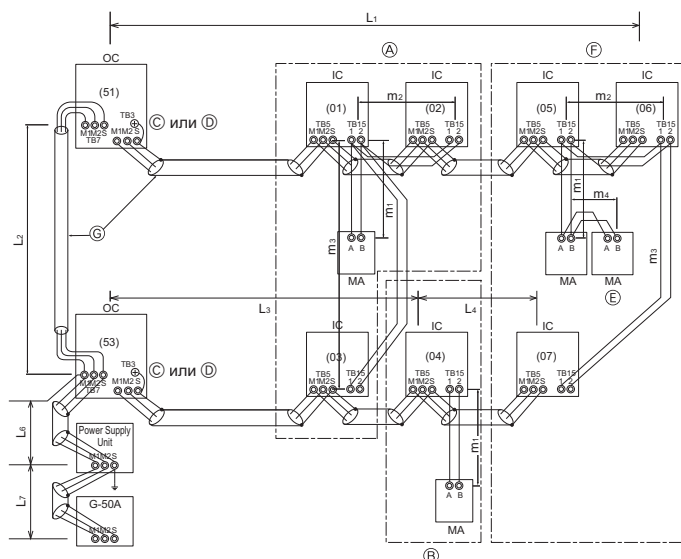 L1
A
F
OC
IC
IC
IC
IC
(51)
(01)
m2
(02)
(05)
m2
(06)
TB3
C или D
TB5
TB15
TB5
TB15
TB5
TB15
TB5
TB15
M1M2S
M1M2 S
M1M2S
1 2
M1M2S
1 2
M1M2S
1 2
M1M2S
1 2
TB7
m1
m1
m4
m3
L2
G
A B
A B
A B
m3
MA
MA
MA
E
L3
L4
OC
IC
IC
IC
(53)
(03)
(04)
(07)
TB3
C или D
TB5
TB15
TB5
TB15
TB5
TB15
M1M2S
M1M2 S
M1M2S
1 2
M1M2S
1 2
M1M2S
1 2
TB7
L6
Power Supply
Unit
M1M2S
m1
L7
G-50A
M1M2S
A B
MA
B